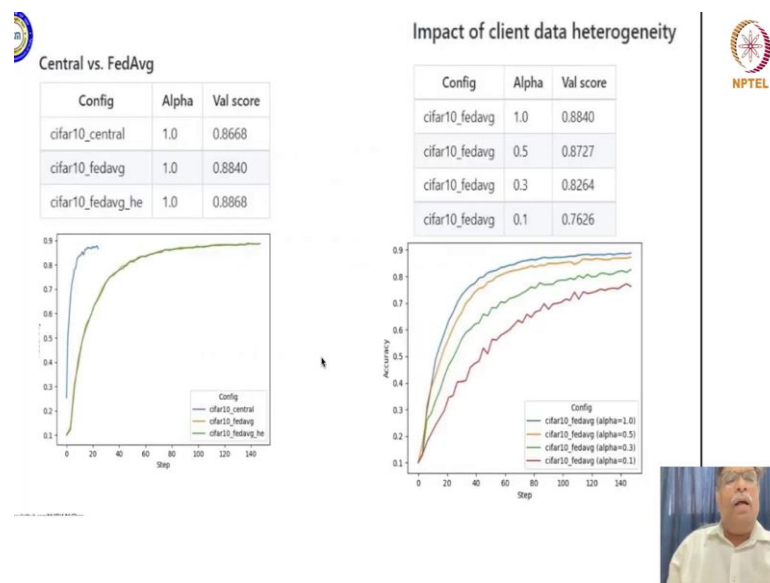 Central vs. FedAvg
Config Alpha Val score
cifar10_central 1.0 0.8668
cifar10_fedavg 1.0 0.8840
cifar10_fedavg_he 1.0 0.8868
0.9
0.8
0.7
0.6
0.5
0.4
0.3
0.2
0.1
Config
cifar10_central
cifar10_fedavg
cifar10_fedavg_he
0 20 40 60 80 100 120 140
Step
Impact of client data heterogeneity
Config Alpha Val score
cifar10_fedavg 1.0 0.8840
cifar10_fedavg 0.5 0.8727
cifar10_fedavg 0.3 0.8264
cifar10_fedavg 0.1 0.7626
0.9
0.8
0.7
0.6
0.5
0.4
0.3
0.2
0.1
Accuracy
Config
cifar10_fedavg (alpha=1.0)
cifar10_fedavg (alpha=0.5)
cifar10_fedavg (alpha=0.3)
cifar10_fedavg (alpha=0.1)
0 20 40 60 80 100 120 140
Step
NPTEL